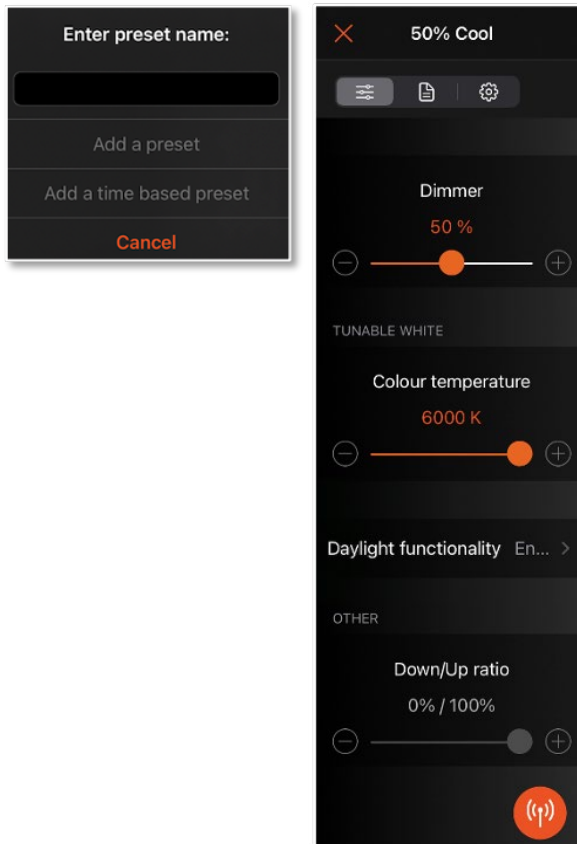 Enter preset name:
Add a preset
Add a time based preset
Cancel
50% Cool
Dimmer
50 %
TUNABLE WHITE
Colour temperature
6000 K
Daylight functionality En...
OTHER
Down/Up ratio
0% / 100%